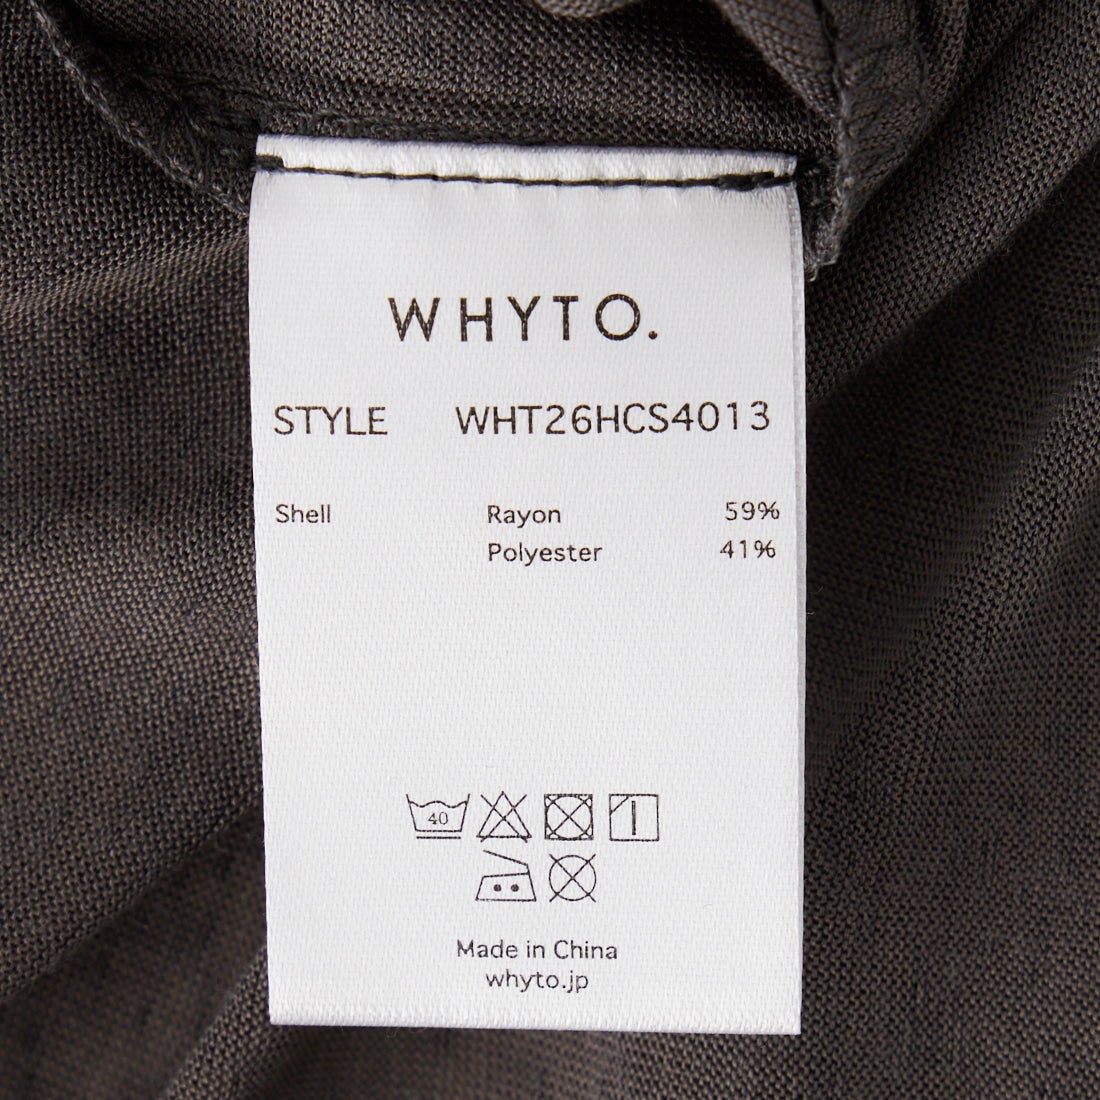 WHYTO.
STYLE WHT26HCS4013
Shell Rayon 59%
Polyester 41%
40
Made in China
whyto.jp